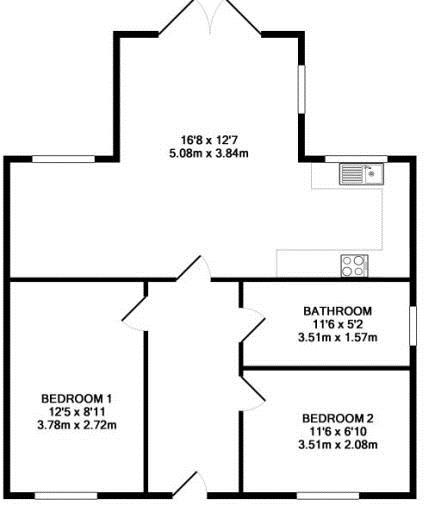 16'8 x 12'7
5.08m x 3.84m
BATHROOM
11'6 x 5'2
3.51m x 1.57m
BEDROOM 1
12'5 x 8'11
3.78m x 2.72m
BEDROOM 2
11'6 x 6'10
3.51m x 2.08m